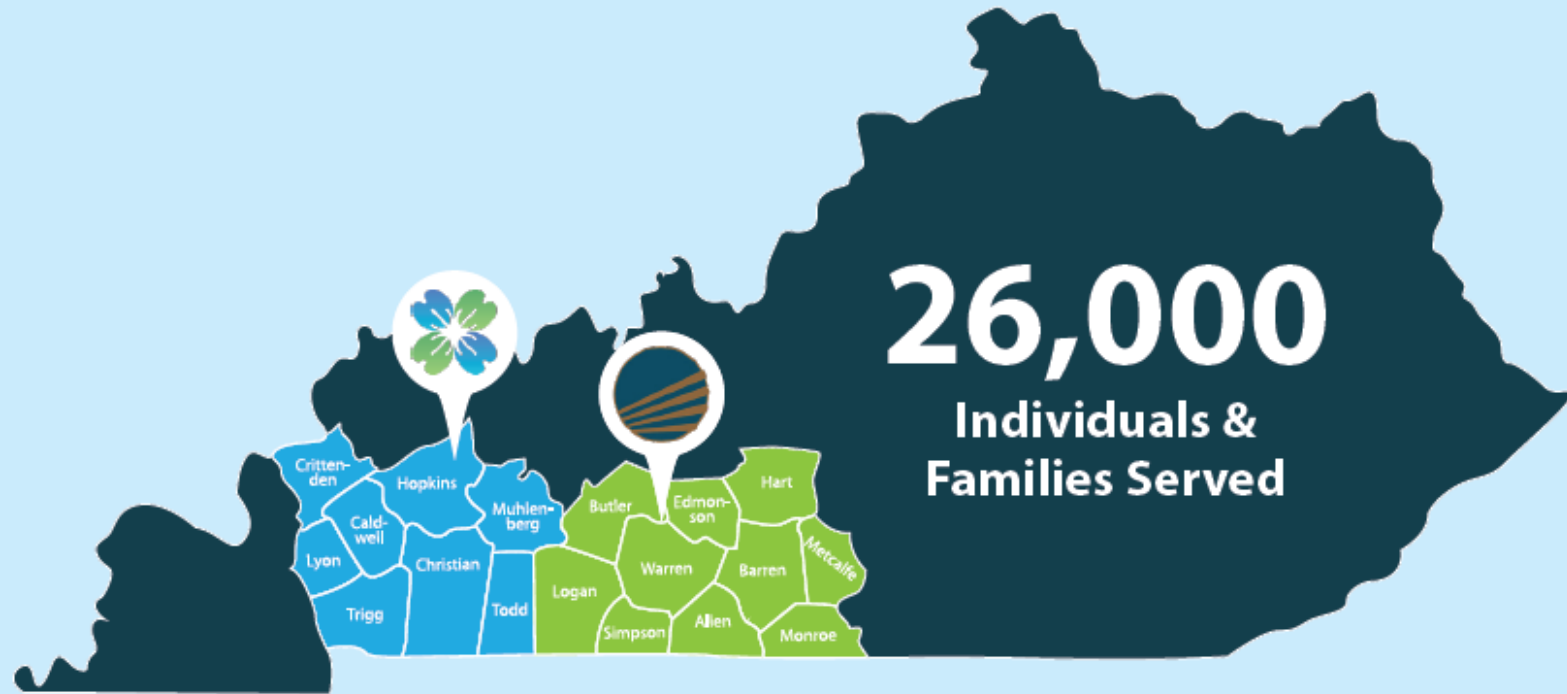 26,000
Individuals &
Families Served
Critten-
den
Hopkins
Muhlen-
berg
Cald-
well
Lyon
Christian
Trigg
Todd
Butler
Edmon-
son
Hart
Warren
Barren
Metcalfe
Logan
Simpson
Allen
Monroe